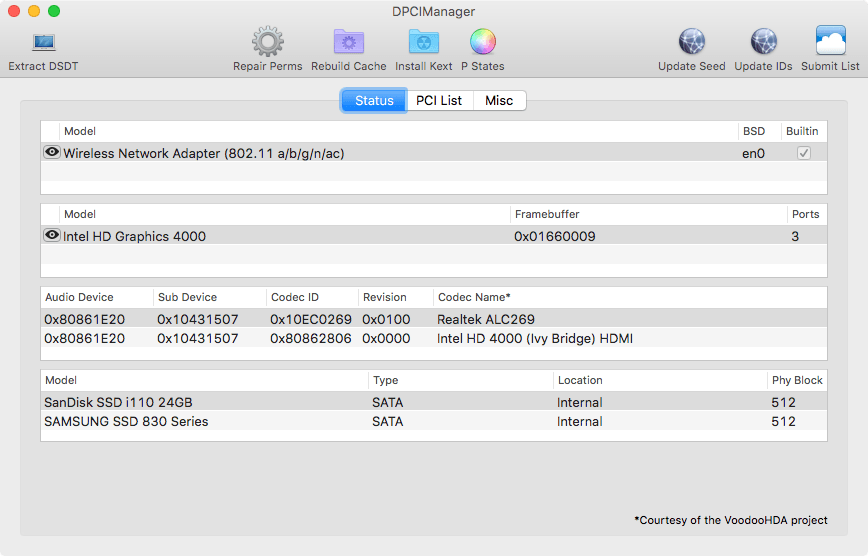 DPCIManager
Extract DSDT Repair Perms Rebuild Cache Install Kext P States Update Seed Update IDs Submit List
Status PCI List Misc
Model BSD Builtin
Wireless Network Adapter (802.11 a/b/g/n/ac) en0
Model Framebuffer Ports
Intel HD Graphics 4000 0x01660009 3
Audio Device Sub Device Codec ID Revision Codec Name*
0x80861E20 0x10431507 0x10EC0269 0x0100 Realtek ALC269
0x80861E20 0x10431507 0x80862806 0x0000 Intel HD 4000 (Ivy Bridge) HDMI
Model Type Location Phy Block
SanDisk SSD i110 24GB SATA Internal 512
SAMSUNG SSD 830 Series SATA Internal 512
*Courtesy of the VoodooHDA project